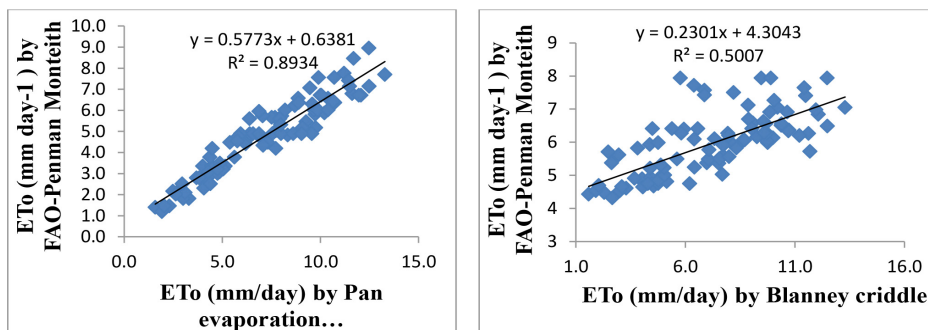 y = 0.5773x + 0.6381
R² = 0.8934
ETo (mm day-1 ) by
FAO-Penman Monteith
10.0
9.0
8.0
7.0
6.0
5.0
4.0
3.0
2.0
1.0
0.0
0.0 5.0 10.0 15.0
ETo (mm/day) by Pan
evaporation…
y = 0.2301x + 4.3043
R² = 0.5007
ETo (mm day-1) by
FAO-Penman Monteith
9
8
7
6
5
4
3
1.0 6.0 11.0 16.0
ETo (mm/day) by Blanney criddle